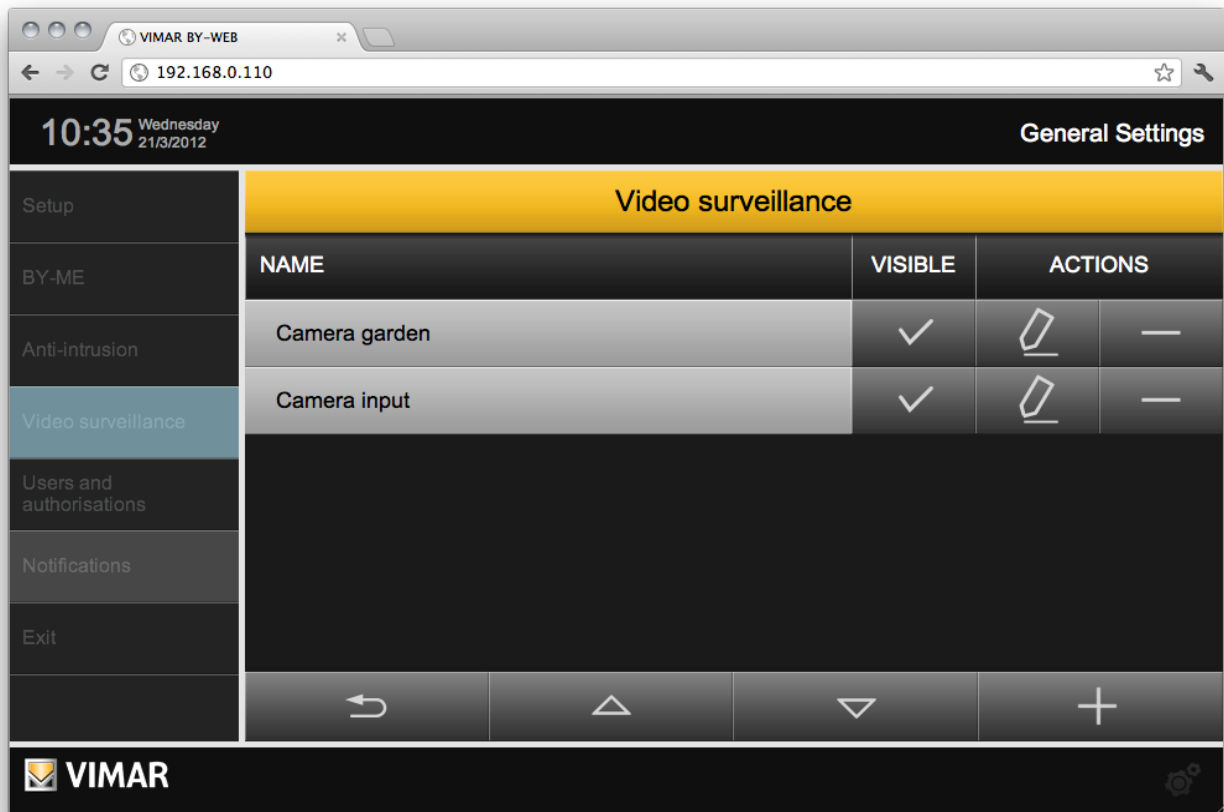 VIMAR BY-WEB
192.168.0.110
10:35 Wednesday
21/3/2012
General Settings
Setup
BY-ME
Anti-intrusion
Video surveillance
Users and
authorisations
Notifications
Exit
Video surveillance
NAME VISIBLE ACTIONS
Camera garden
Camera input
VIMAR